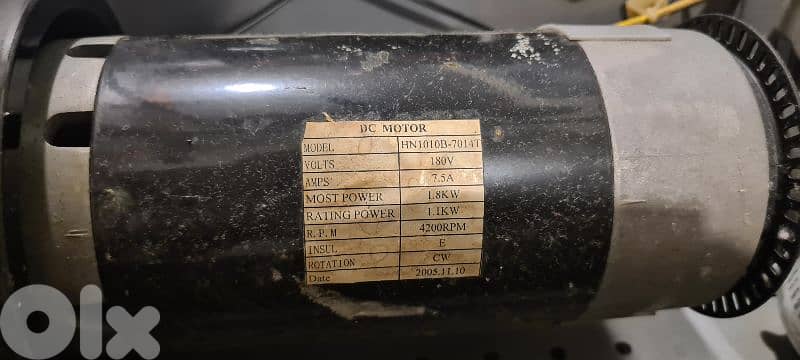 DC MOTOR
MODEL HN1010B-7014T
VOLTS 180V
AMPS 7.5A
MOST POWER 1.8KW
RATING POWER 1.1KW
R.P.M 4200RPM
INSUL E
ROTATION CW
Date 2005.11.10
OLX